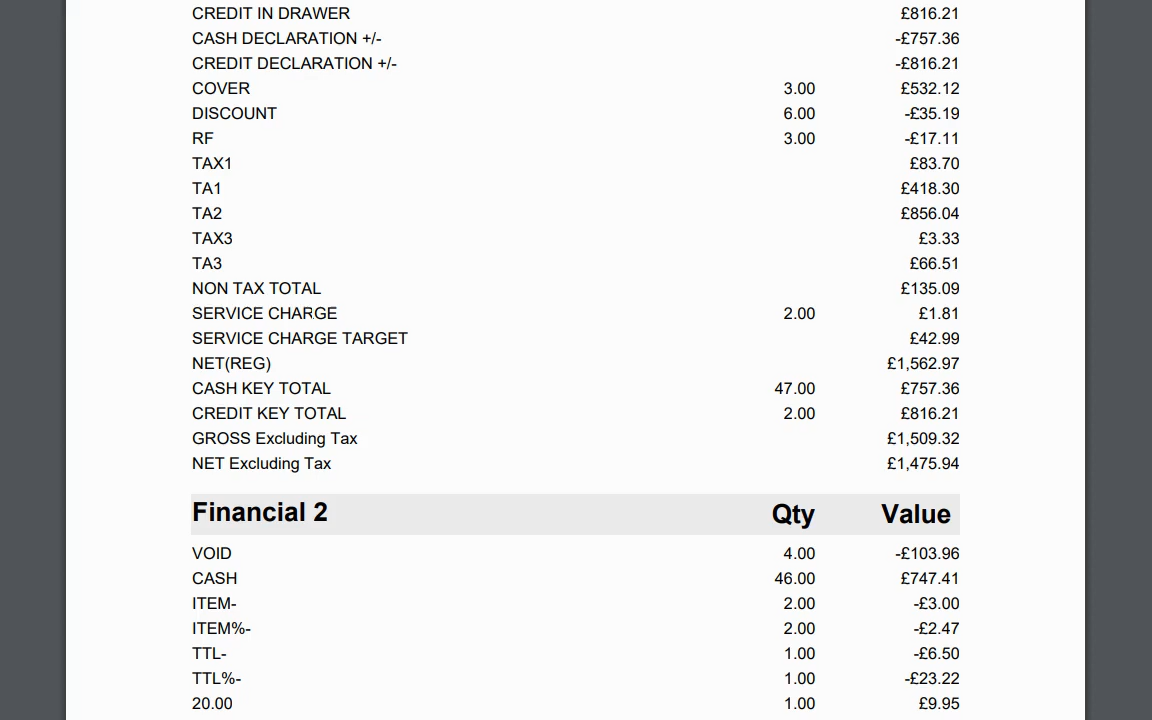 CREDIT IN DRAWER £816.21
CASH DECLARATION +/- -£757.36
CREDIT DECLARATION +/- -£816.21
COVER 3.00 £532.12
DISCOUNT 6.00 -£35.19
RF 3.00 -£17.11
TAX1 £83.70
TA1 £418.30
TA2 £856.04
TAX3 £3.33
TA3 £66.51
NON TAX TOTAL £135.09
SERVICE CHARGE 2.00 £1.81
SERVICE CHARGE TARGET £42.99
NET(REG) £1,562.97
CASH KEY TOTAL 47.00 £757.36
CREDIT KEY TOTAL 2.00 £816.21
GROSS Excluding Tax £1,509.32
NET Excluding Tax £1,475.94
Financial 2 Qty Value
VOID 4.00 -£103.96
CASH 46.00 £747.41
ITEM- 2.00 -£3.00
ITEM%- 2.00 -£2.47
TTL- 1.00 -£6.50
TTL%- 1.00 -£23.22
20.00 1.00 £9.95